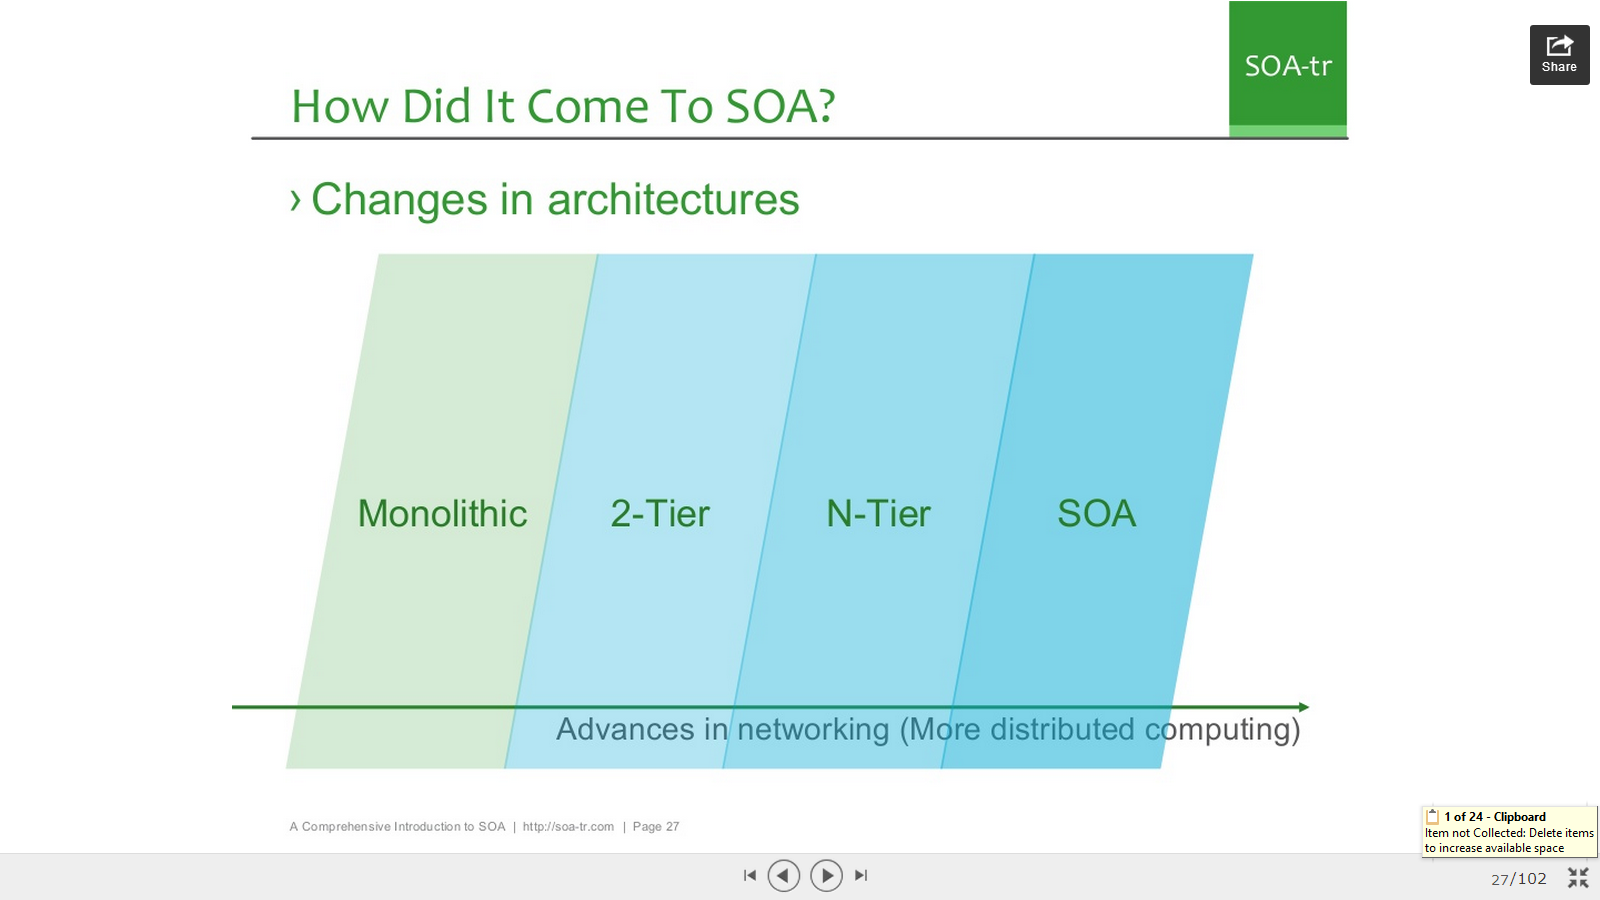 SOA-tr
Share
How Did It Come To SOA?
› Changes in architectures
Monolithic
2-Tier
N-Tier
SOA
Advances in networking (More distributed computing)
A Comprehensive Introduction to SOA | http://soa-tr.com | Page 27
1 of 24 - Clipboard
Item not Collected: Delete items
to increase available space
27/102